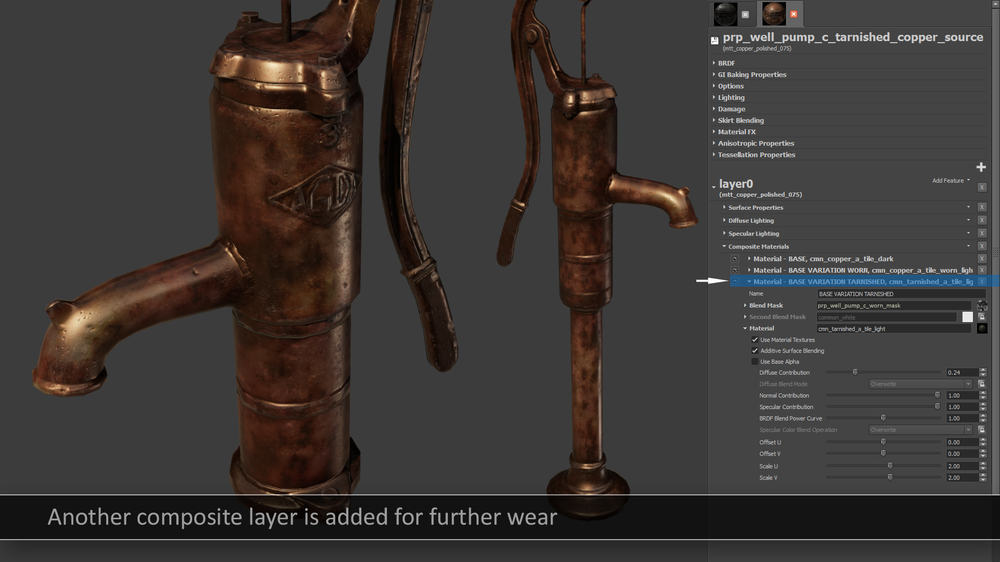 prp_well_pump_c_tarnished_copper_source
(mtt_copper_polished_075)
BRDF
GI Baking Properties
Options
Lighting
Damage
Skirt Blending
Material FX
Anisotropic Properties
Tessellation Properties
Add Feature
layer0
X
(mtt_copper_polished_075)
Surface Properties X
Diffuse Lighting X
Specular Lighting X
Composite Materials X
Material - BASE, cmn_copper_a_tile_dark X
Material - BASE VARIATION WORN, cmn_copper_a_tile_worn_ligh X
Material - BASE VARIATION TARNISHED, cmn_tarnished_a_tile_lig X
Name BASE VARIATION TARNISHED
Blend Mask prp_well_pump_c_worn_mask
Second Blend Mask common_white
Material cmn_tarnished_a_tile_light
Use Material Textures
Additive Surface Blending
Use Base Alpha
Diffuse Contribution 0.24
Diffuse Blend Mode Overwrite
Normal Contribution 1.00
Specular Contribution 1.00
BRDF Blend Power Curve 1.00
Specular Color Blend Operation Overwrite
Offset U 0.00
Offset V 0.00
Scale U 2.00
Scale V 2.00
3
Another composite layer is added for further wear